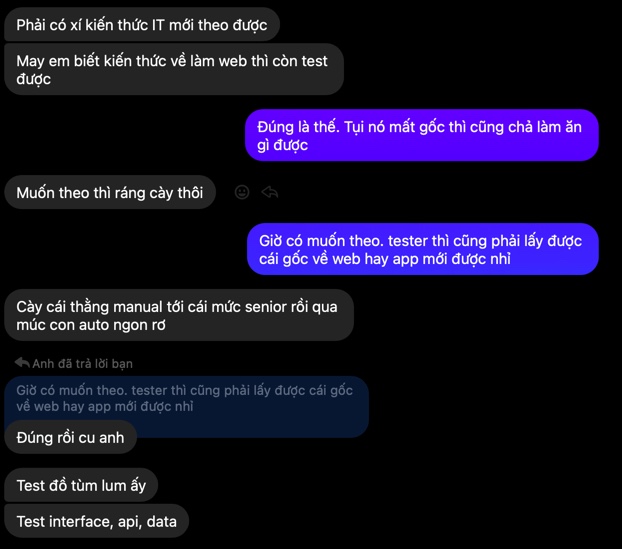 Phải có xí kiến thức IT mới theo được
May em biết kiến thức về làm web thì còn test
được
Đúng là thế. Tụi nó mất gốc thì cũng chả làm ăn
gì được
Muốn theo thì ráng cày thôi
Giờ có muốn theo. tester thì cũng phải lấy được
cái gốc về web hay app mới được nhỉ
Cày cái thằng manual tới cái mức senior rồi qua
múc con auto ngon rơ
Anh đã trả lời bạn
Giờ có muốn theo. tester thì cũng phải lấy được cái gốc
về web hay app mới được nhỉ
Đúng rồi cu anh
Test đồ tùm lum ấy
Test interface, api, data